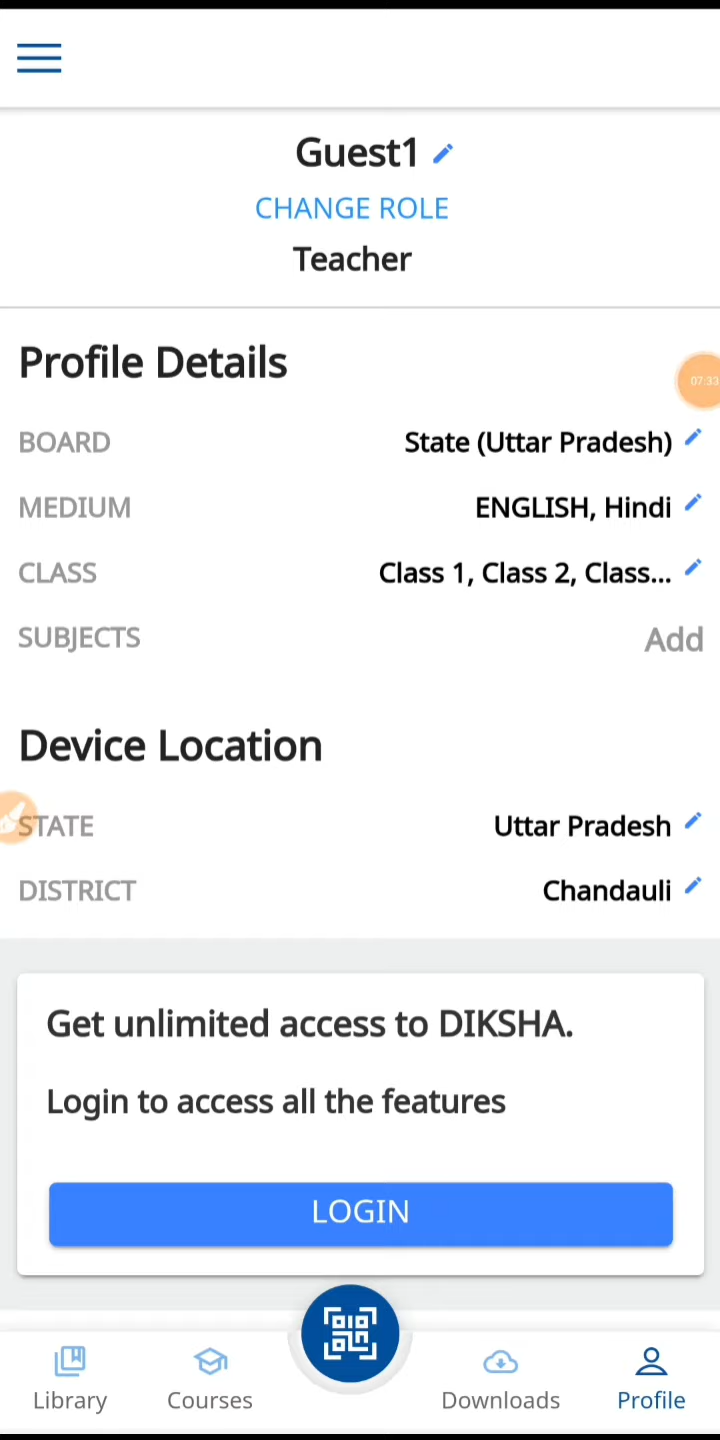 Guest1
CHANGE ROLE
Teacher
Profile Details
07:33
BOARD State (Uttar Pradesh)
MEDIUM ENGLISH, Hindi
CLASS Class 1, Class 2, Class...
SUBJECTS Add
Device Location
STATE Uttar Pradesh
DISTRICT Chandauli
Get unlimited access to DIKSHA.
Login to access all the features
LOGIN
Library Courses Downloads Profile